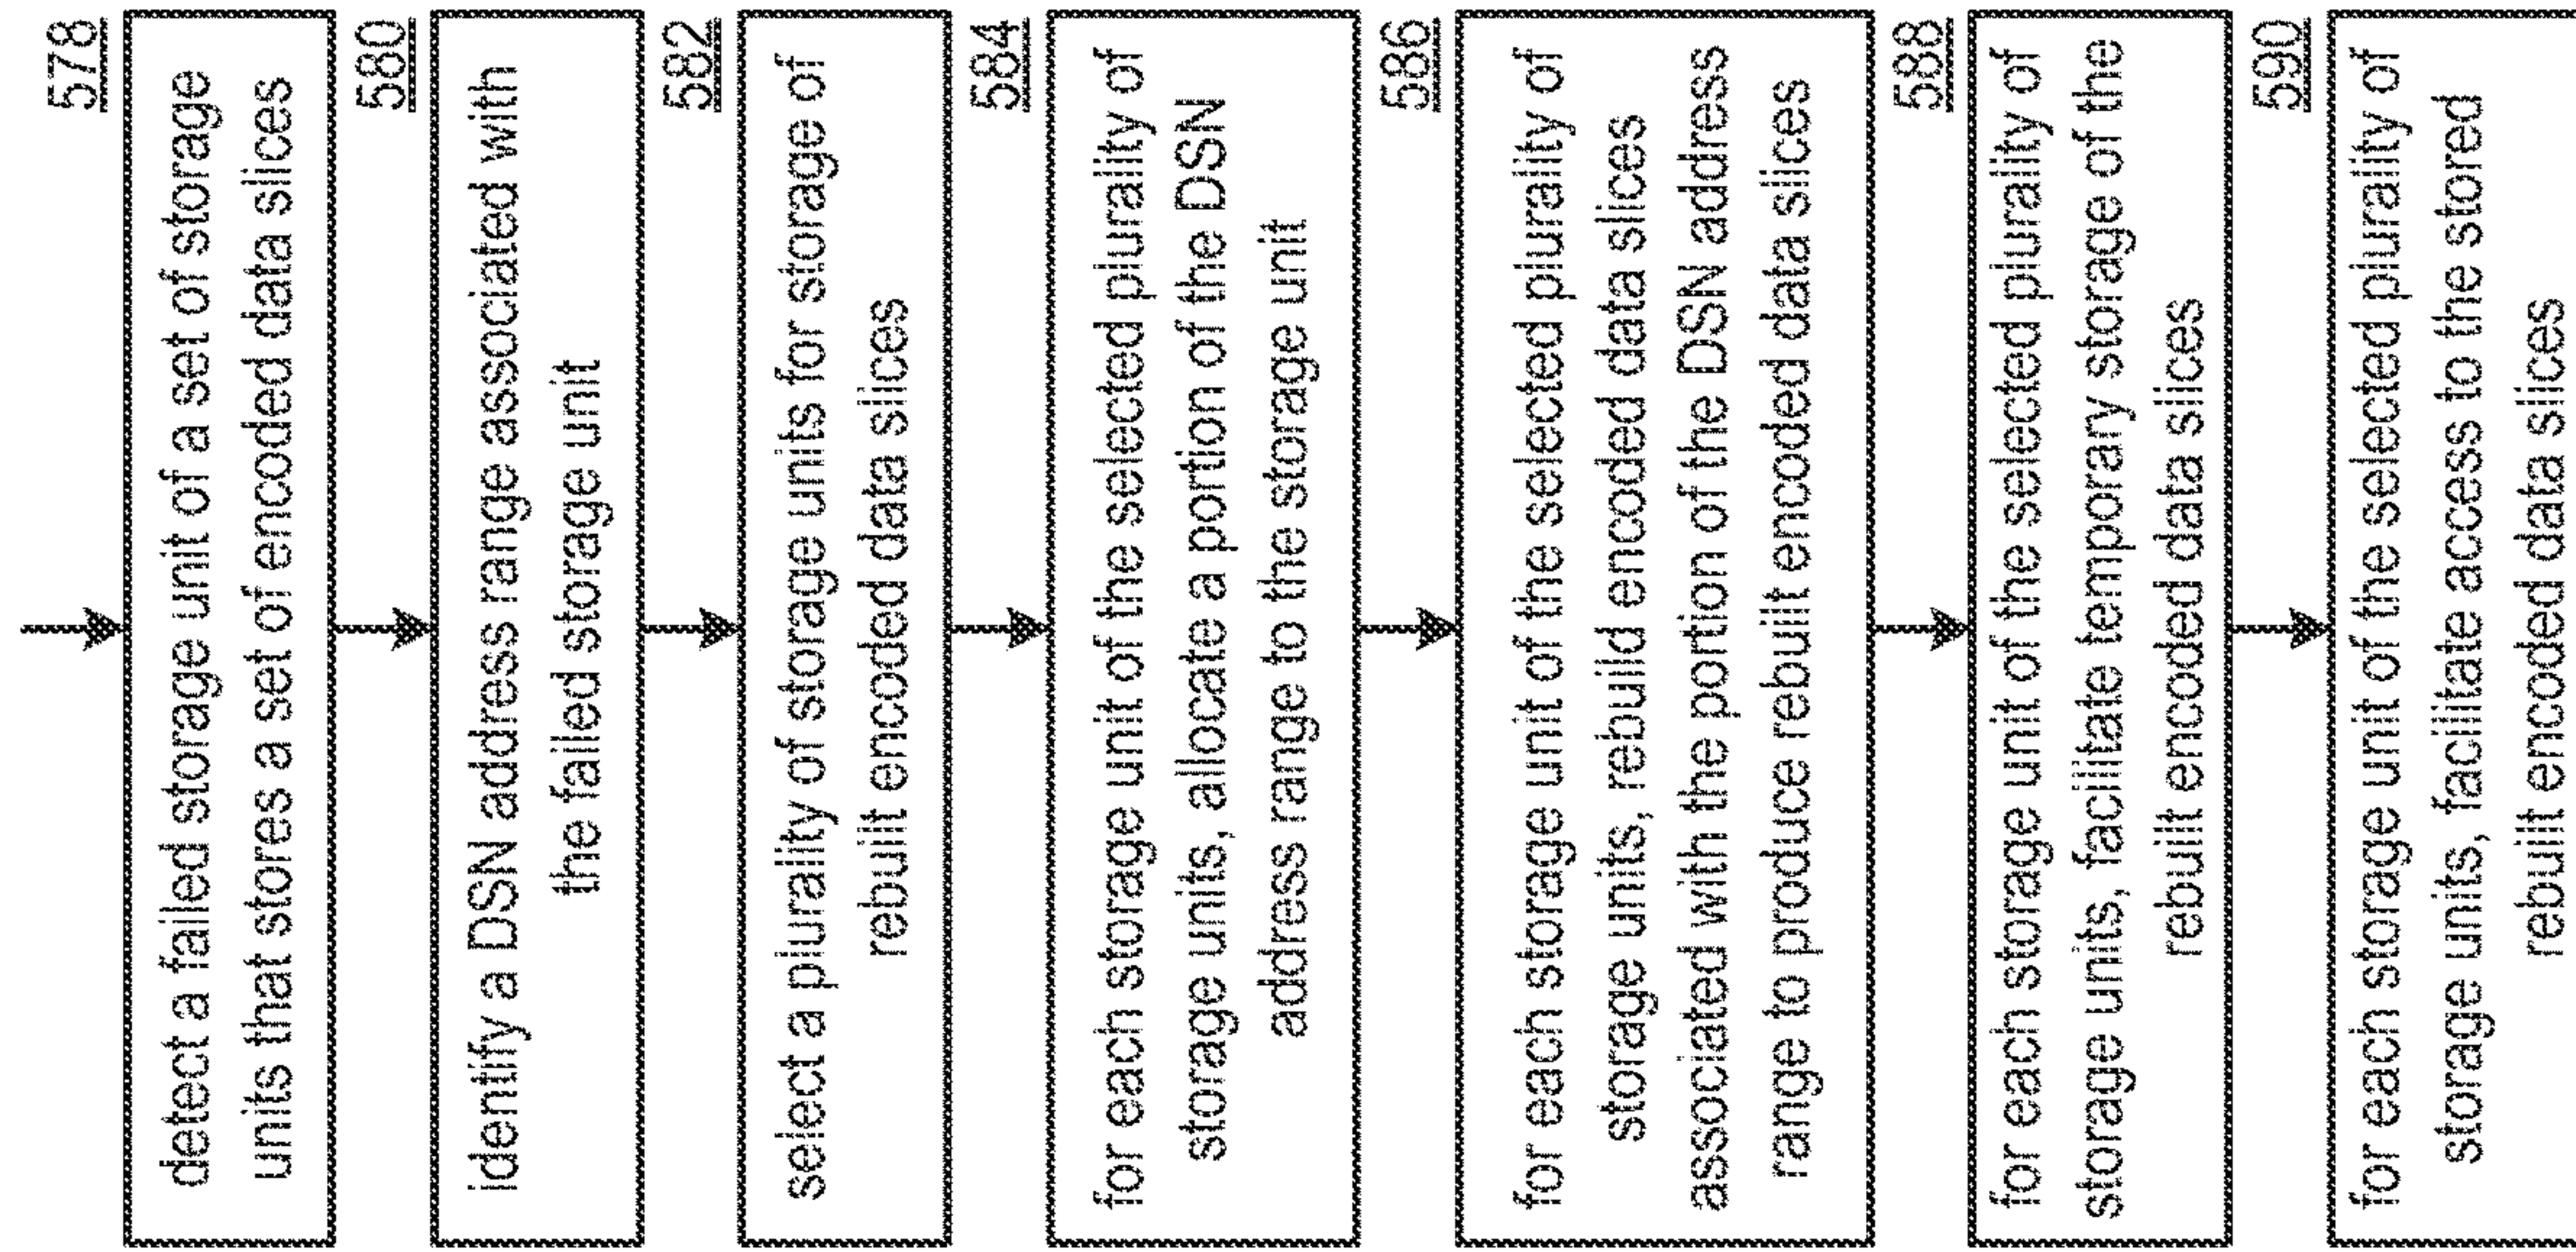 578
detect a failed storage unit of a set of storage
units that stores a set of encoded data slices
580
identify a DSN address range associated with
the failed storage unit
582
select a plurality of storage units for storage of
rebuilt encoded data slices
584
for each storage unit of the selected plurality of
storage units, allocate a portion of the DSN
address range to the storage unit
586
for each storage unit of the selected plurality of
storage units, rebuild encoded data slices
associated with the portion of the DSN address
range to produce rebuilt encoded data slices
588
for each storage unit of the selected plurality of
storage units, facilitate temporary storage of the
rebuilt encoded data slices
590
for each storage unit of the selected plurality of
storage units, facilitate access to the stored
rebuilt encoded data slices